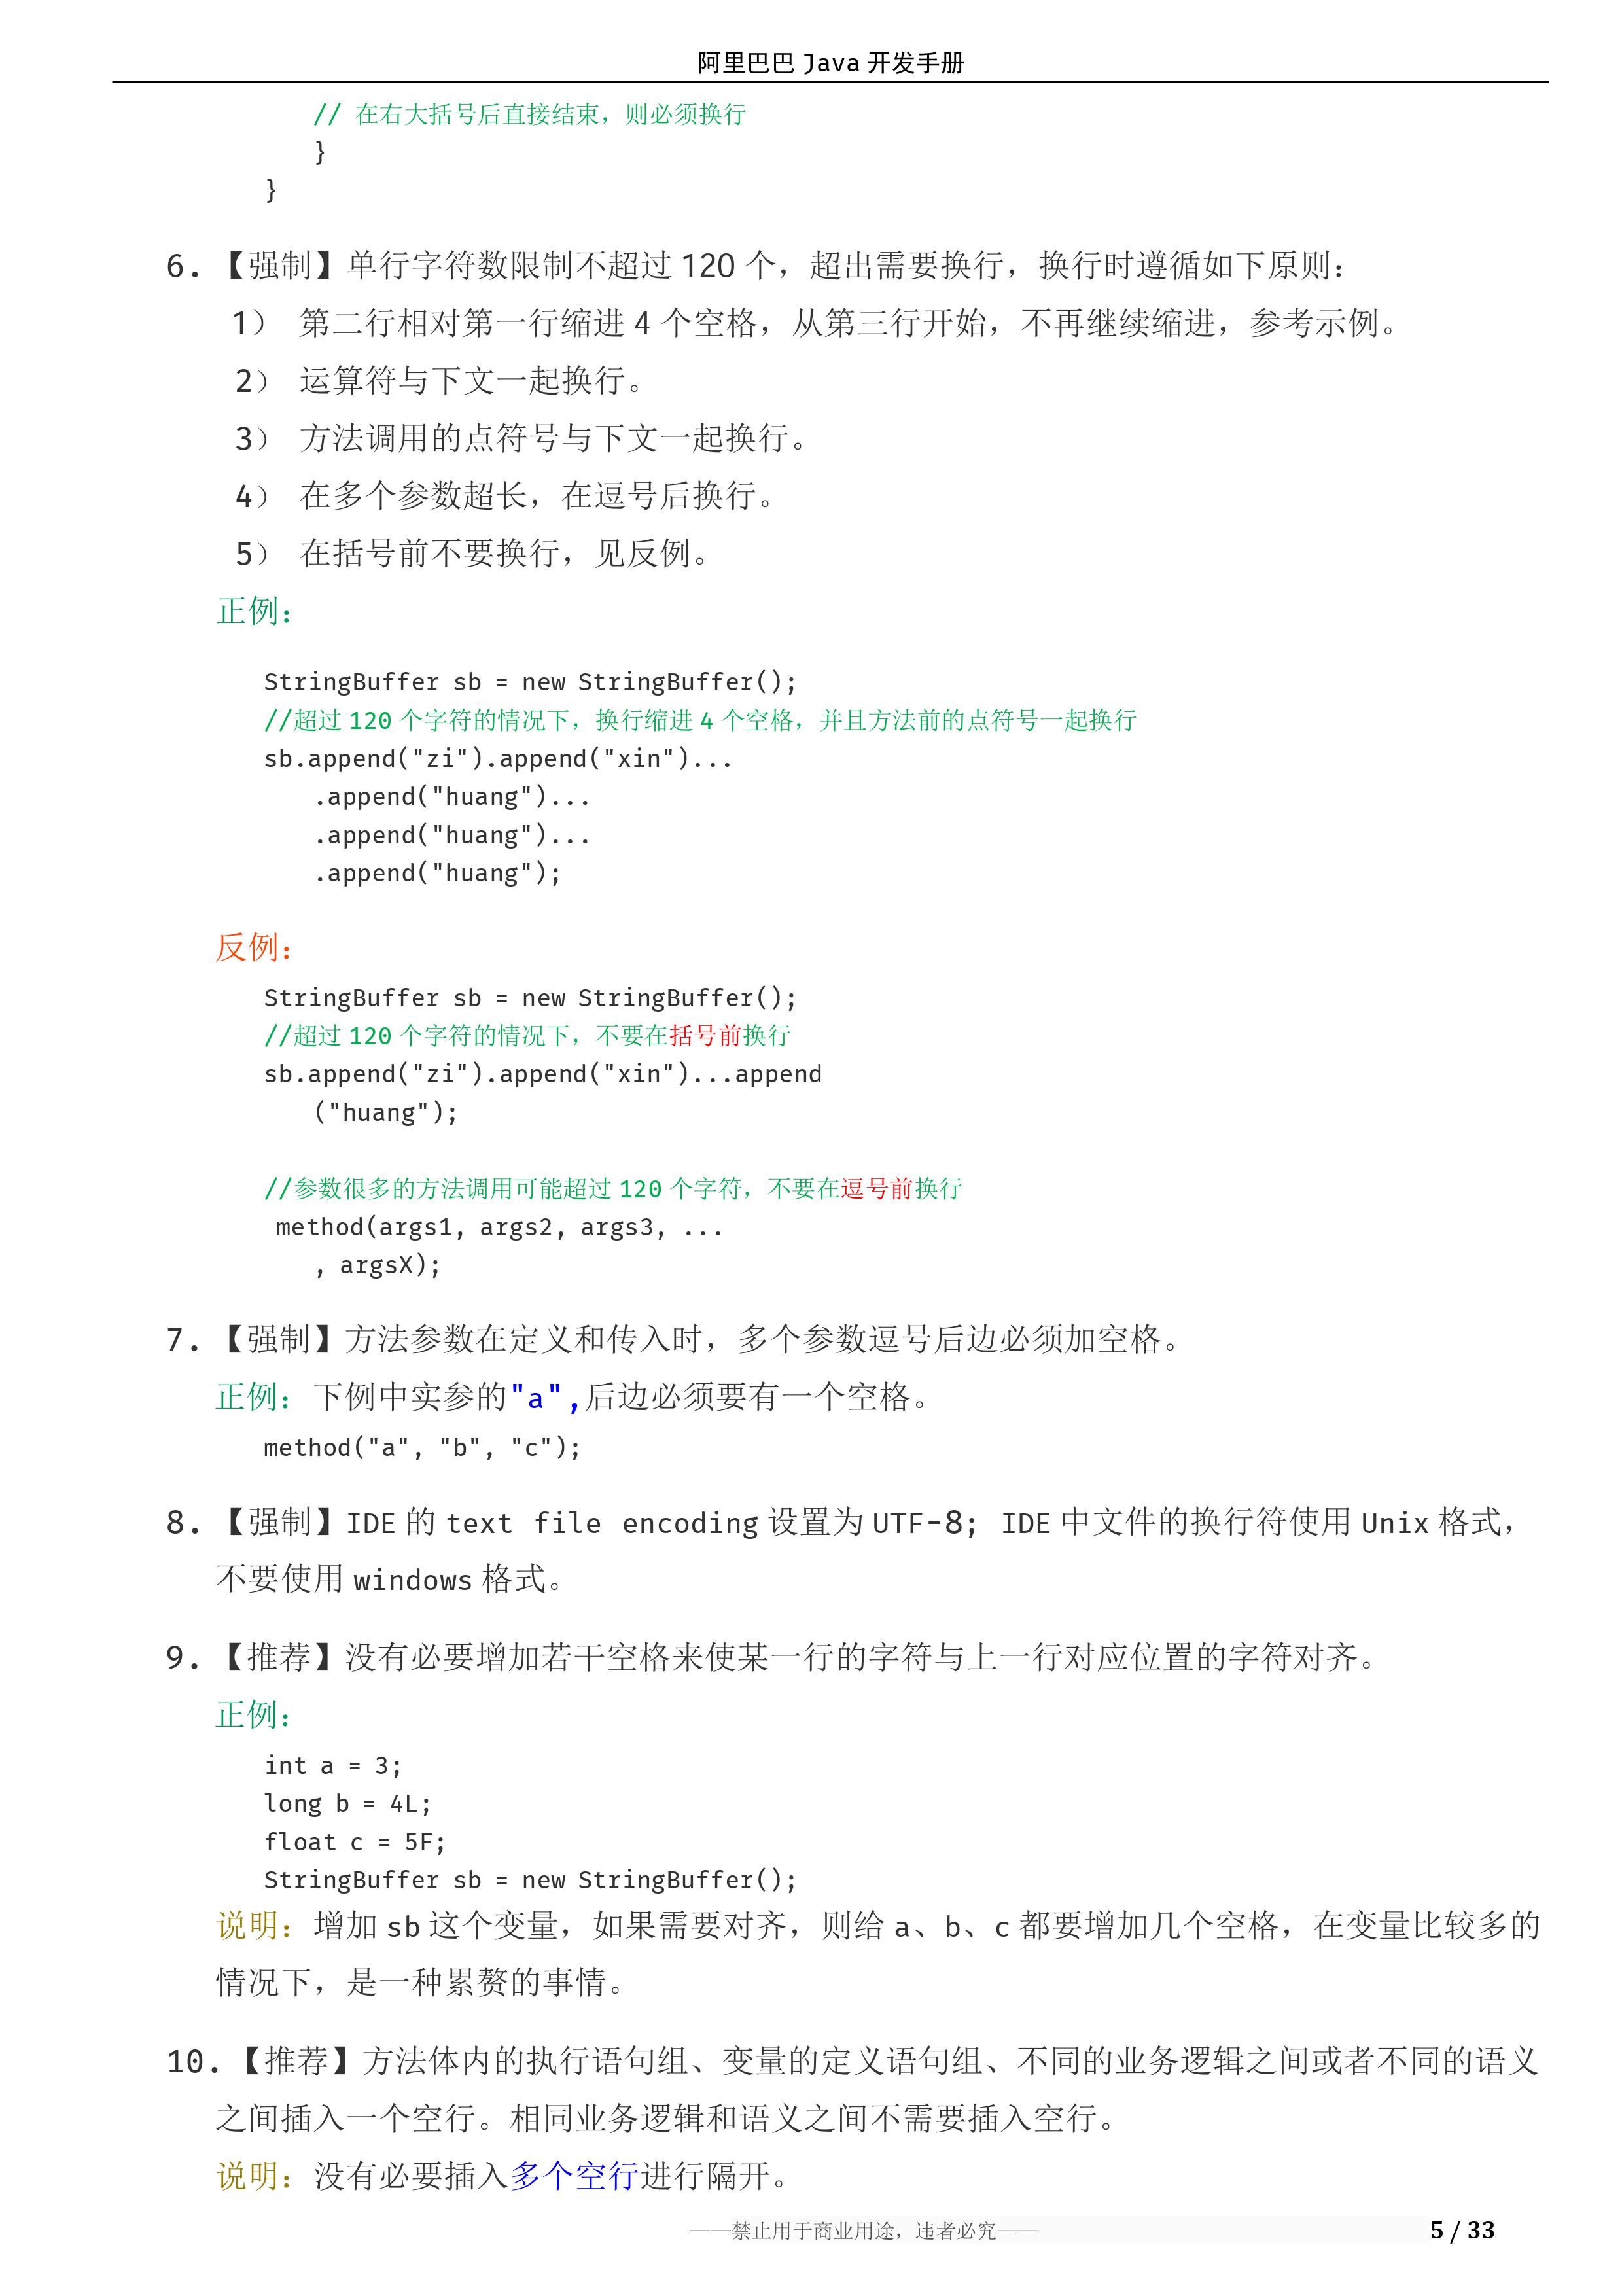 阿里巴巴 Java 开发手册
// 在右大括号后直接结束，则必须换行
}
}
6. 【强制】单行字符数限制不超过 120 个，超出需要换行，换行时遵循如下原则：
1） 第二行相对第一行缩进 4 个空格，从第三行开始，不再继续缩进，参考示例。
2） 运算符与下文一起换行。
3） 方法调用的点符号与下文一起换行。
4） 在多个参数超长，在逗号后换行。
5） 在括号前不要换行，见反例。
正例：
StringBuffer sb = new StringBuffer();
//超过 120 个字符的情况下，换行缩进 4 个空格，并且方法前的点符号一起换行
sb.append("zi").append("xin")...
.append("huang")...
.append("huang")...
.append("huang");
反例：
StringBuffer sb = new StringBuffer();
//超过 120 个字符的情况下，不要在括号前换行
sb.append("zi").append("xin")...append
("huang");
//参数很多的方法调用可能超过 120 个字符，不要在逗号前换行
method(args1, args2, args3, ...
, argsX);
7. 【强制】方法参数在定义和传入时，多个参数逗号后边必须加空格。
正例：下例中实参的"a",后边必须要有一个空格。
method("a", "b", "c");
8. 【强制】IDE 的 text file encoding 设置为 UTF-8; IDE 中文件的换行符使用 Unix 格式，
不要使用 windows 格式。
9. 【推荐】没有必要增加若干空格来使某一行的字符与上一行对应位置的字符对齐。
正例：
int a = 3;
long b = 4L;
float c = 5F;
StringBuffer sb = new StringBuffer();
说明：增加 sb 这个变量，如果需要对齐，则给 a、b、c 都要增加几个空格，在变量比较多的
情况下，是一种累赘的事情。
10. 【推荐】方法体内的执行语句组、变量的定义语句组、不同的业务逻辑之间或者不同的语义
之间插入一个空行。相同业务逻辑和语义之间不需要插入空行。
说明：没有必要插入多个空行进行隔开。
——禁止用于商业用途，违者必究——
5 / 33